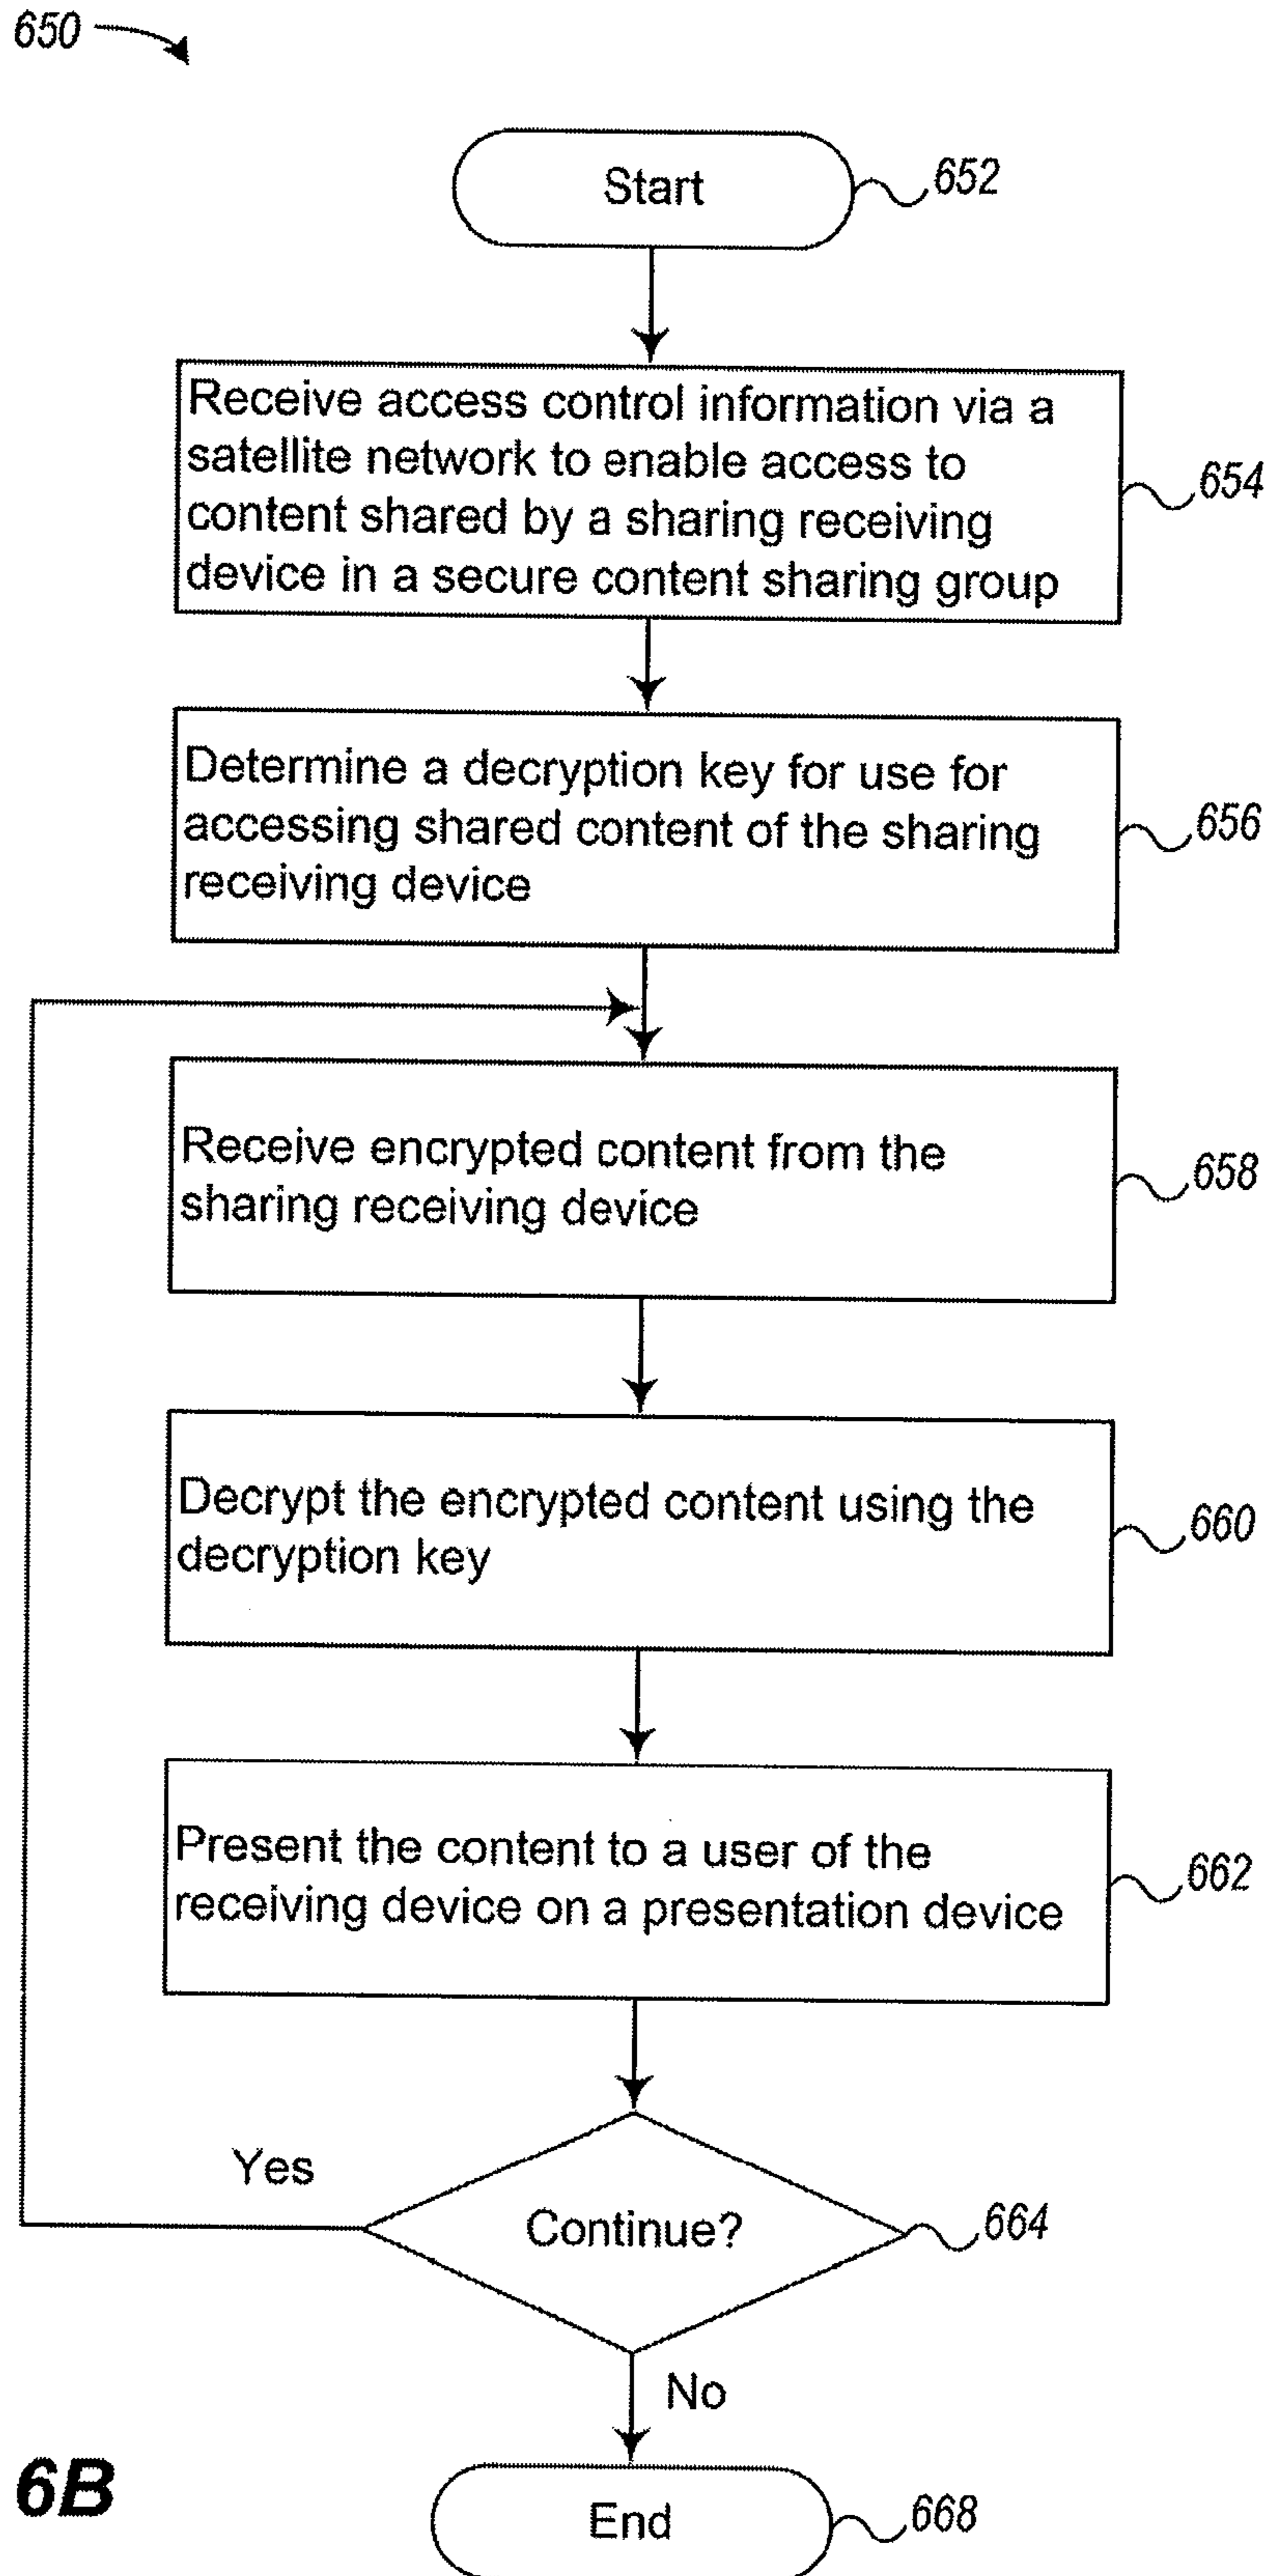 650
Start
652
Receive access control information via a
satellite network to enable access to
content shared by a sharing receiving
device in a secure content sharing group
654
Determine a decryption key for use for
accessing shared content of the sharing
receiving device
656
Receive encrypted content from the
sharing receiving device
658
Decrypt the encrypted content using the
decryption key
660
Present the content to a user of the
receiving device on a presentation device
662
Yes
Continue?
664
No
6B
End
668